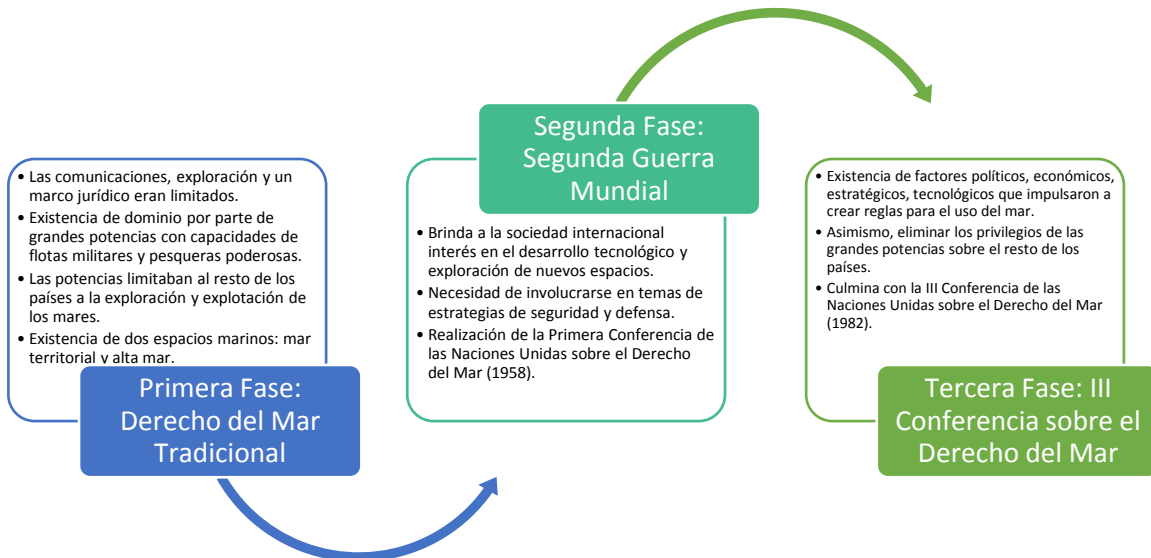 • Las comunicaciones, exploración y un
marco jurídico eran limitados.
• Existencia de dominio por parte de
grandes potencias con capacidades de
flotas militares y pesqueras poderosas.
• Las potencias limitaban al resto de los
países a la exploración y explotación de
los mares.
• Existencia de dos espacios marinos: mar
territorial y alta mar.
Primera Fase:
Derecho del Mar
Tradicional
Segunda Fase:
Segunda Guerra
Mundial
• Brinda a la sociedad internacional
interés en el desarrollo tecnológico y
exploración de nuevos espacios.
• Necesidad de involucrarse en temas de
estrategias de seguridad y defensa.
• Realización de la Primera Conferencia de
las Naciones Unidas sobre el Derecho
del Mar (1958).
• Existencia de factores políticos, económicos,
estratégicos, tecnológicos que impulsaron a
crear reglas para el uso del mar.
• Asimismo, eliminar los privilegios de las
grandes potencias sobre el resto de los
países.
• Culmina con la III Conferencia de las
Naciones Unidas sobre el Derecho del Mar
(1982).
Tercera Fase: III
Conferencia sobre el
Derecho del Mar